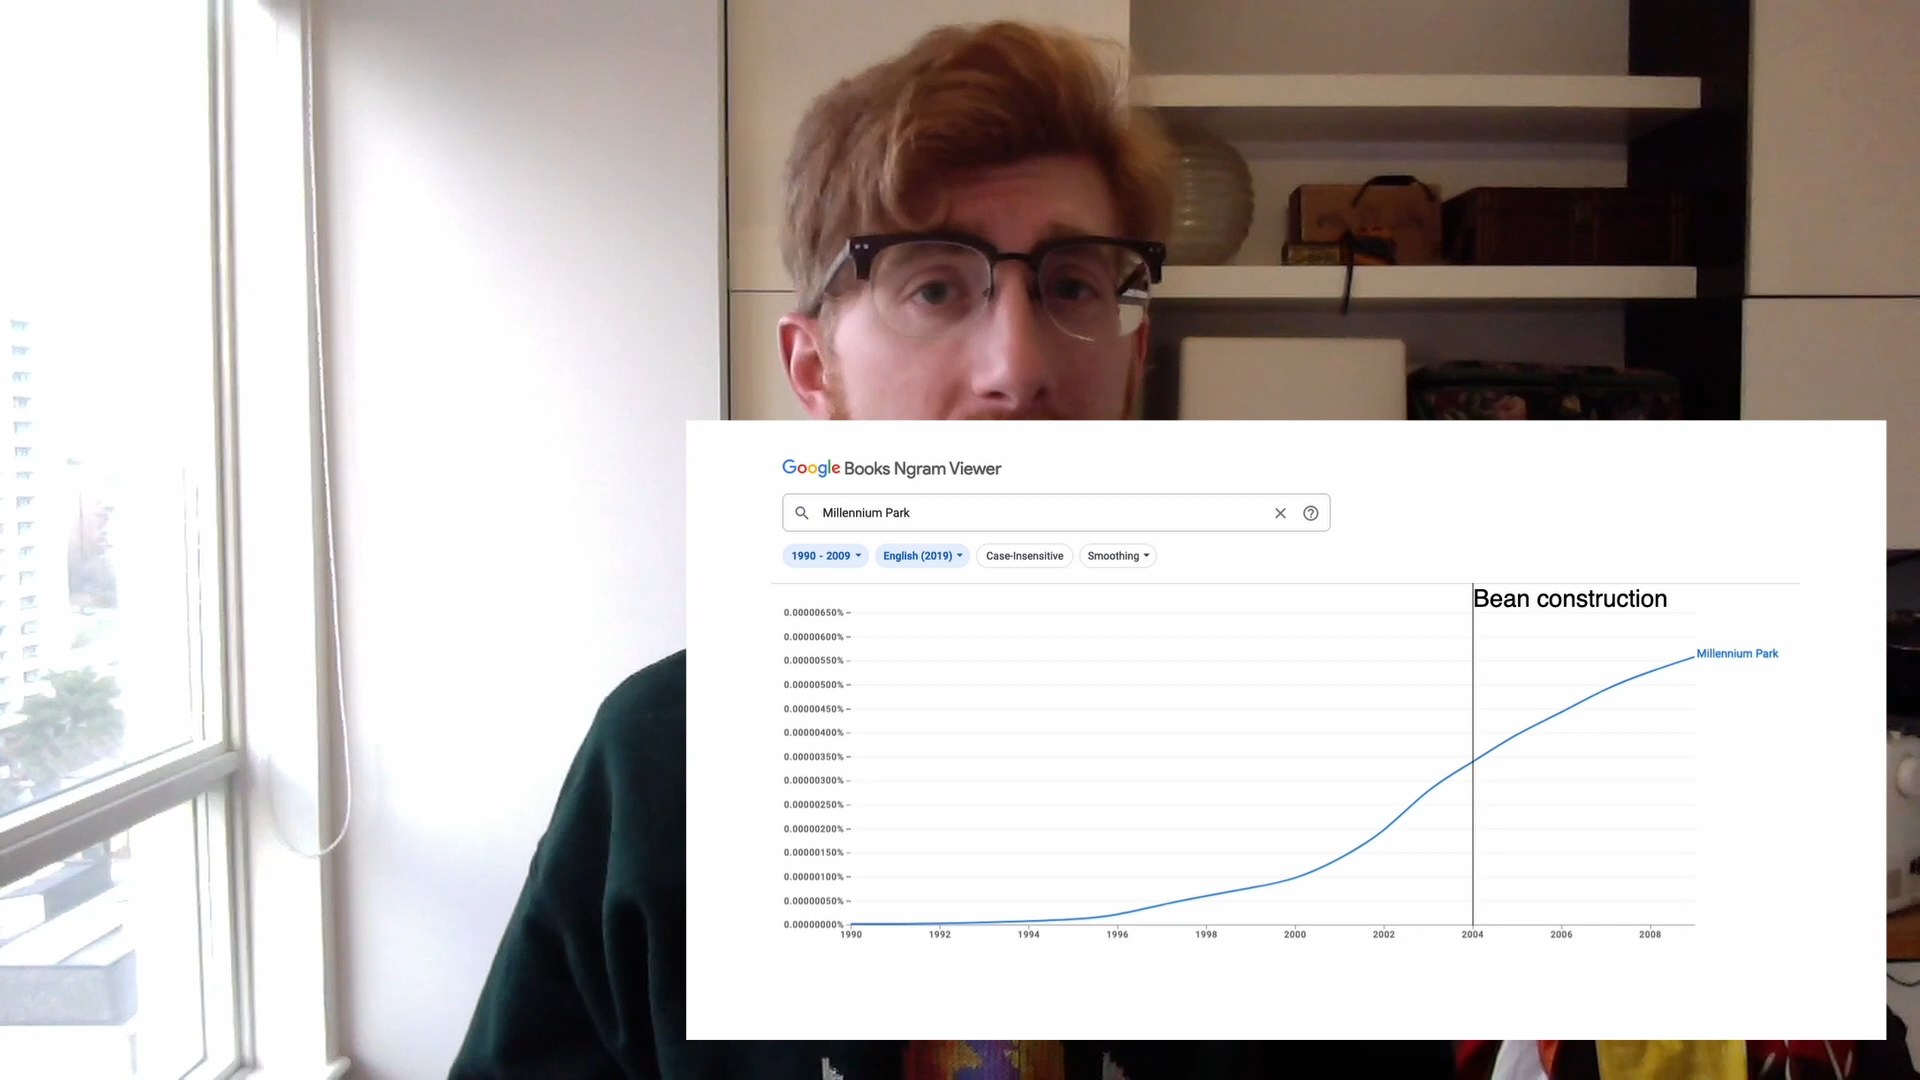 Google Books Ngram Viewer
Millennium Park
1990 - 2009 English (2019) Case-Insensitive Smoothing
Bean construction
0.00000650%
0.00000600%
Millennium Park
0.00000550%
0.00000500%
0.00000450%
0.00000400%
0.00000350%
0.00000300%
0.00000250%
0.00000200%
0.00000150%
0.00000100%
0.00000050%
0.00000000%
1990 1992 1994 1996 1998 2000 2002 2004 2006 2008